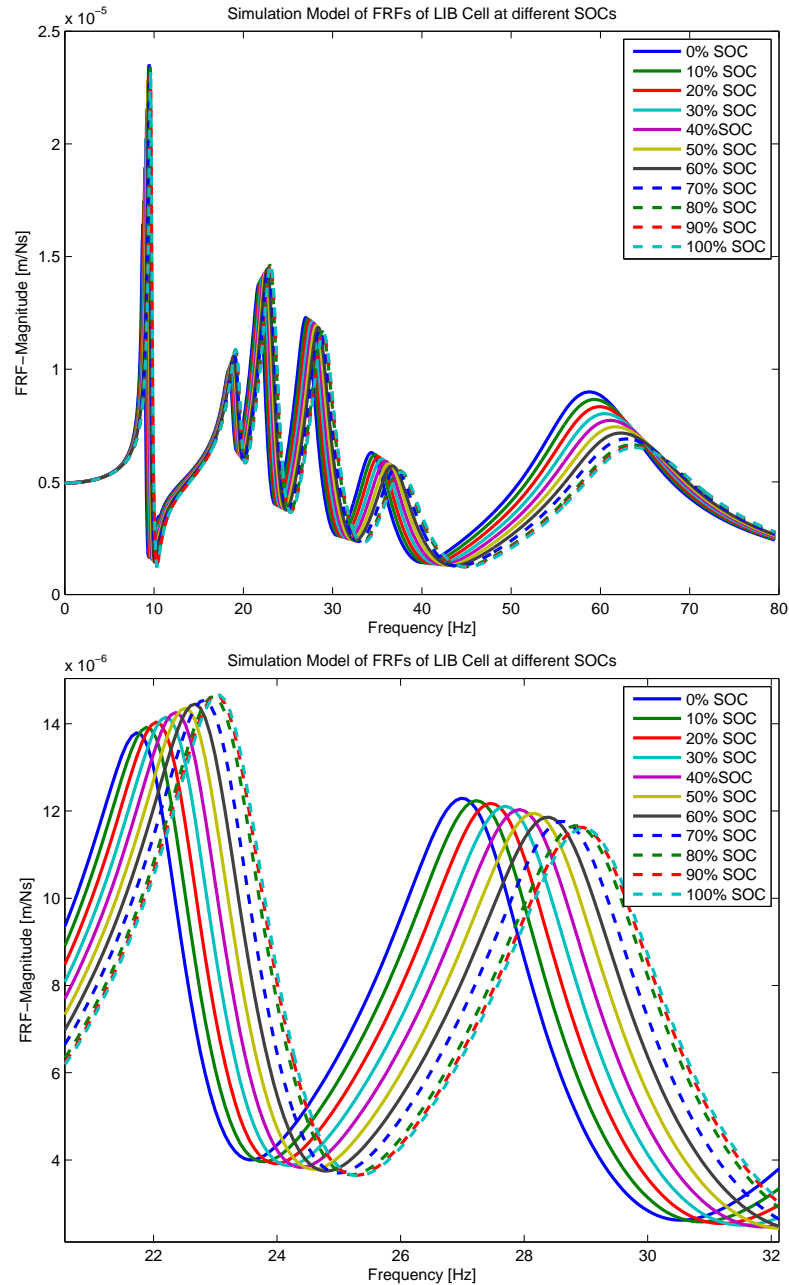 Simulation Model of FRFs of LIB Cell at different SOCs
x 10⁻⁵
2.5
2
1.5
1
0.5
0
FRF−Magnitude [m/Ns]
0% SOC
10% SOC
20% SOC
30% SOC
40%SOC
50% SOC
60% SOC
70% SOC
80% SOC
90% SOC
100% SOC
0 10 20 30 40 50 60 70 80
Frequency [Hz]
Simulation Model of FRFs of LIB Cell at different SOCs
x 10⁻⁶
14
12
10
8
6
4
FRF−Magnitude [m/Ns]
0% SOC
10% SOC
20% SOC
30% SOC
40%SOC
50% SOC
60% SOC
70% SOC
80% SOC
90% SOC
100% SOC
22 24 26 28 30 32
Frequency [Hz]